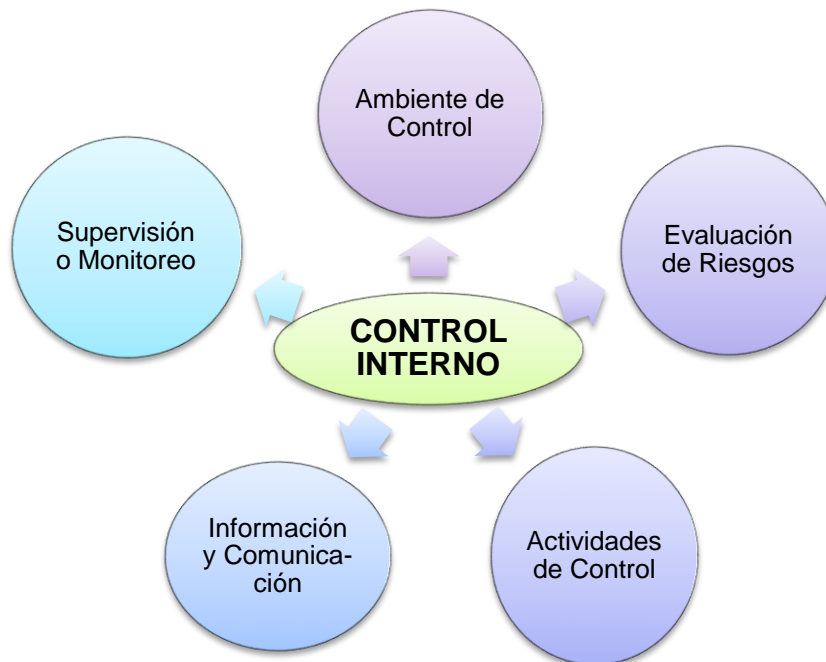 Ambiente de
Control
Supervisión
o Monitoreo
Evaluación
de Riesgos
CONTROL
INTERNO
Información
y Comunica-
ción
Actividades
de Control